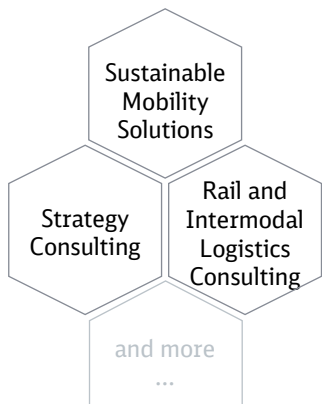 Sustainable
Mobility
Solutions
Strategy
Consulting
Rail and
Intermodal
Logistics
Consulting
and more
...